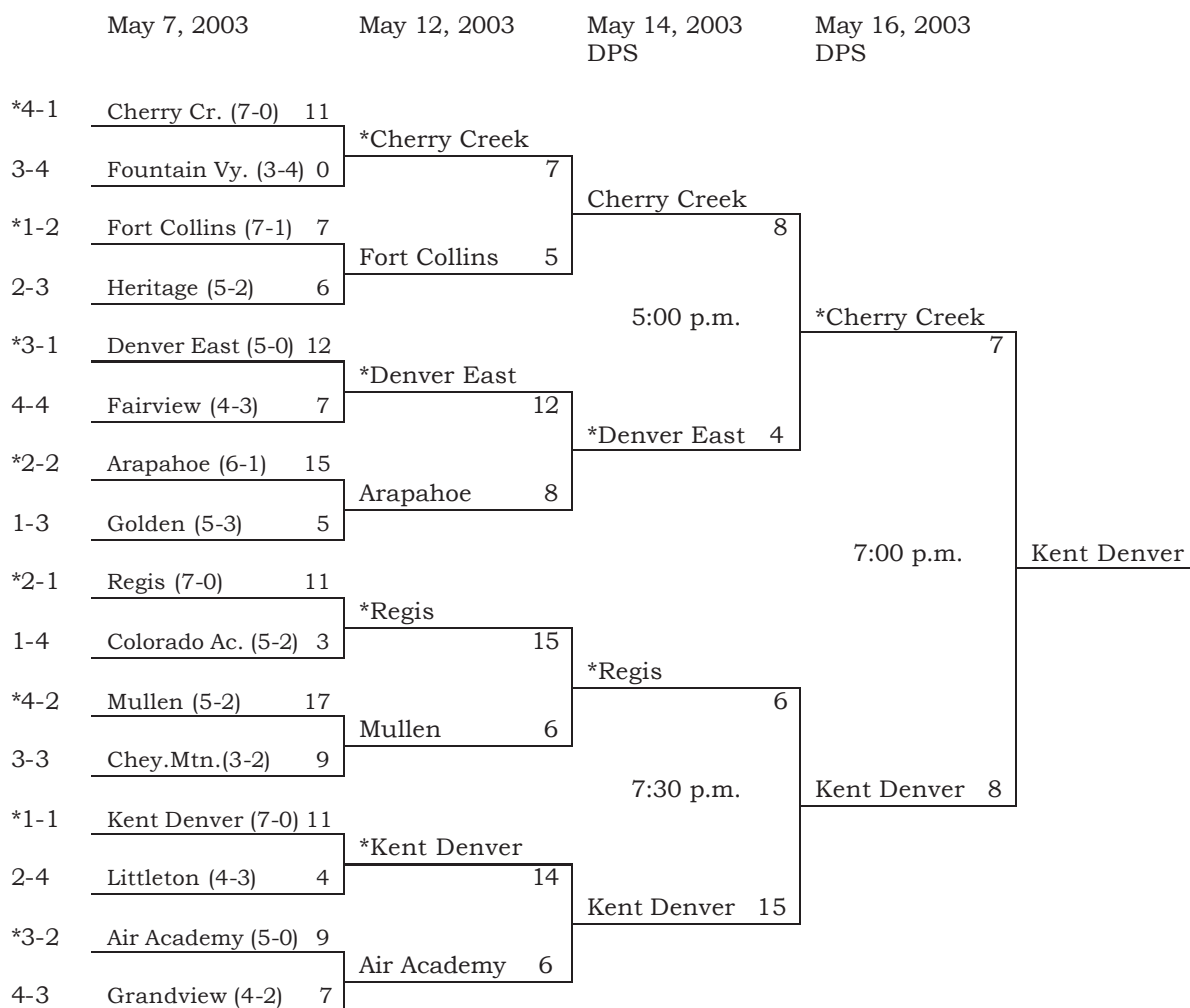 May 7, 2003 May 12, 2003 May 14, 2003 May 16, 2003
DPS DPS
*4-1 Cherry Cr. (7-0) 11
*Cherry Creek
7
3-4 Fountain Vy. (3-4) 0
Cherry Creek
8
*1-2 Fort Collins (7-1) 7
Fort Collins 5
2-3 Heritage (5-2) 6
5:00 p.m. *Cherry Creek
7
*3-1 Denver East (5-0) 12
*Denver East
12
4-4 Fairview (4-3) 7
*Denver East 4
*2-2 Arapahoe (6-1) 15
Arapahoe 8
1-3 Golden (5-3) 5
7:00 p.m. Kent Denver
*2-1 Regis (7-0) 11
*Regis
15
1-4 Colorado Ac. (5-2) 3
*Regis
6
*4-2 Mullen (5-2) 17
Mullen 6
3-3 Chey.Mtn.(3-2) 9
7:30 p.m. Kent Denver 8
*1-1 Kent Denver (7-0) 11
*Kent Denver
14
2-4 Littleton (4-3) 4
Kent Denver 15
*3-2 Air Academy (5-0) 9
Air Academy 6
4-3 Grandview (4-2) 7